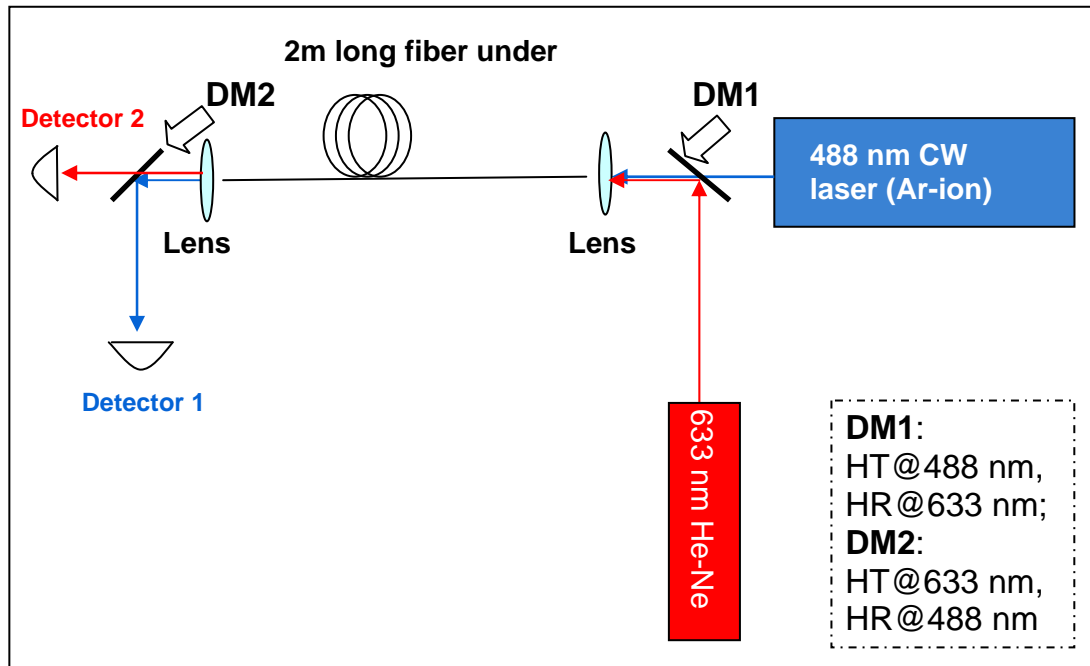 2m long fiber under
DM2
DM1
Detector 2
488 nm CW
laser (Ar-ion)
Lens
Lens
Detector 1
633 nm He-Ne
DM1:
HT@488 nm,
HR@633 nm;
DM2:
HT@633 nm,
HR@488 nm